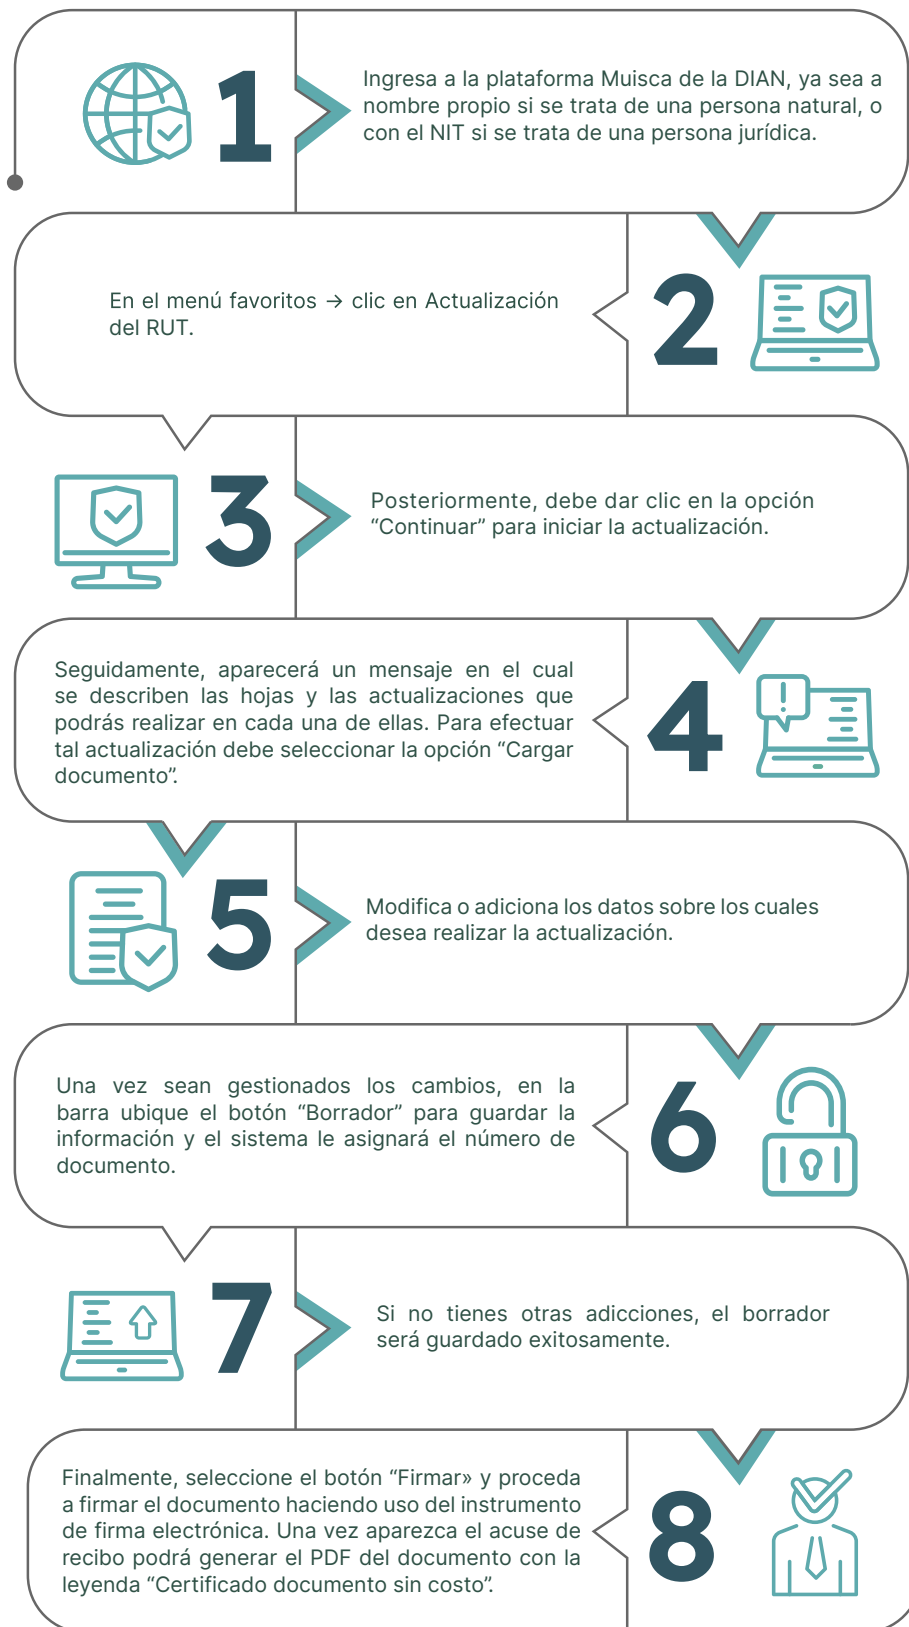 1
Ingresa a la plataforma Muisca de la DIAN, ya sea a
nombre propio si se trata de una persona natural, o
con el NIT si se trata de una persona jurídica.
2
En el menú favoritos → clic en Actualización
del RUT.
3
Posteriormente, debe dar clic en la opción
“Continuar” para iniciar la actualización.
4
Seguidamente, aparecerá un mensaje en el cual
se describen las hojas y las actualizaciones que
podrás realizar en cada una de ellas. Para efectuar
tal actualización debe seleccionar la opción “Cargar
documento”.
5
Modifica o adiciona los datos sobre los cuales
desea realizar la actualización.
6
Una vez sean gestionados los cambios, en la
barra ubique el botón “Borrador” para guardar la
información y el sistema le asignará el número de
documento.
7
Si no tienes otras adicciones, el borrador
será guardado exitosamente.
8
Finalmente, seleccione el botón “Firmar» y proceda
a firmar el documento haciendo uso del instrumento
de firma electrónica. Una vez aparezca el acuse de
recibo podrá generar el PDF del documento con la
leyenda “Certificado documento sin costo”.